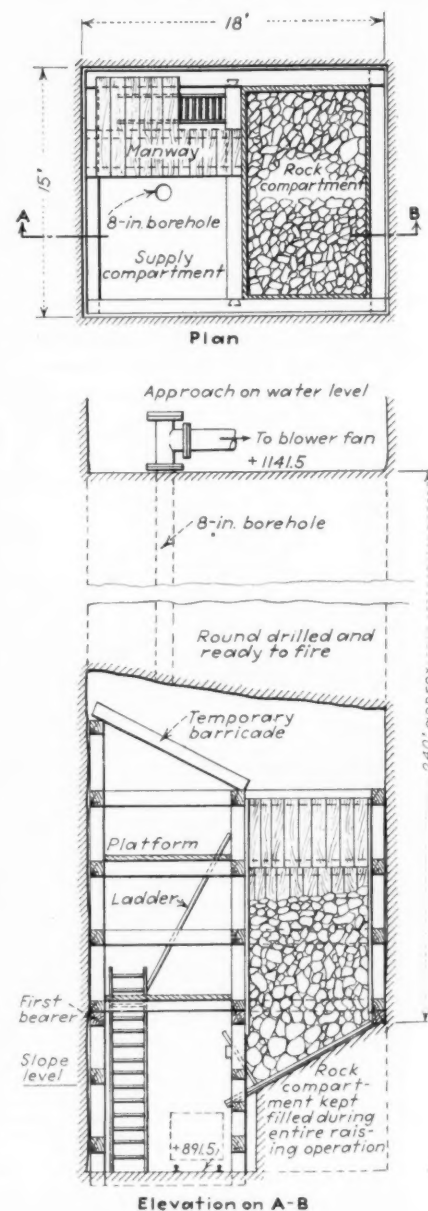 18'
15'
Manway
Rock
compartment
A
B
8-in. borehole
Supply
compartment
Plan
Approach on water level
To blower fan
+1141.5
8-in. borehole
Round drilled and
ready to fire
240' approx.
Temporary
barricade
Platform
Ladder
First
bearer
Slope
level
Rock
compart-
ment kept
filled during
entire rais-
ing operation
+891.5
Elevation on A-B